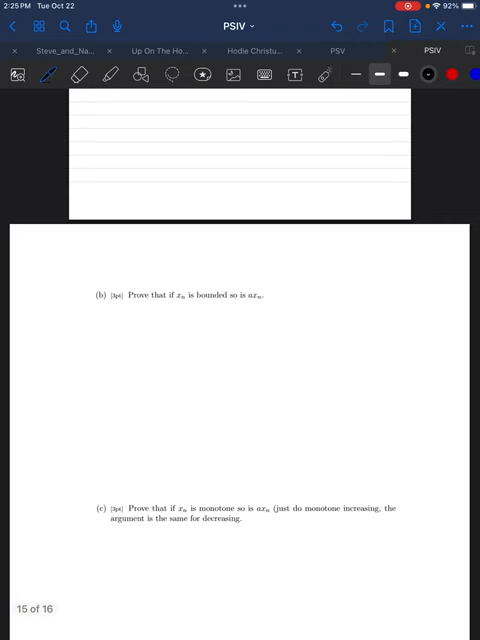 2:25 PM Tue Oct 22
92%
PSIV
Steve_and_Na...
Up On The Ho...
Hodie Christu...
PSV
PSIV
T
(b) [3pt] Prove that if xₙ is bounded so is axₙ.
(c) [3pt] Prove that if xₙ is monotone so is axₙ (just do monotone increasing, the
argument is the same for decreasing.
15 of 16